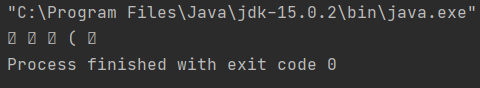 "C:\Program Files\Java\jdk-15.0.2\bin\java.exe"
(
Process finished with exit code 0